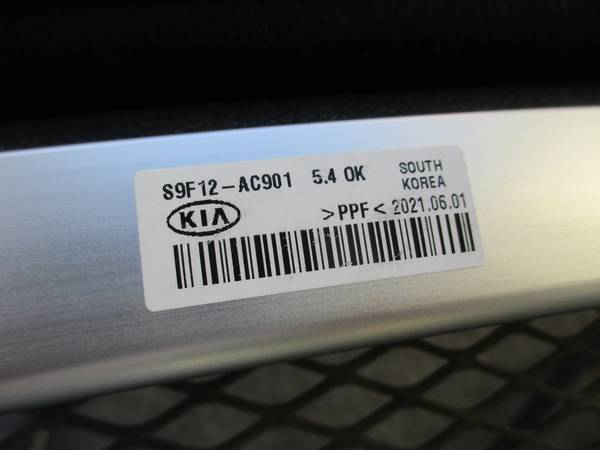 S9F12-AC901 5.4 OK SOUTH KOREA
KIA >PPF< 2021.06.01